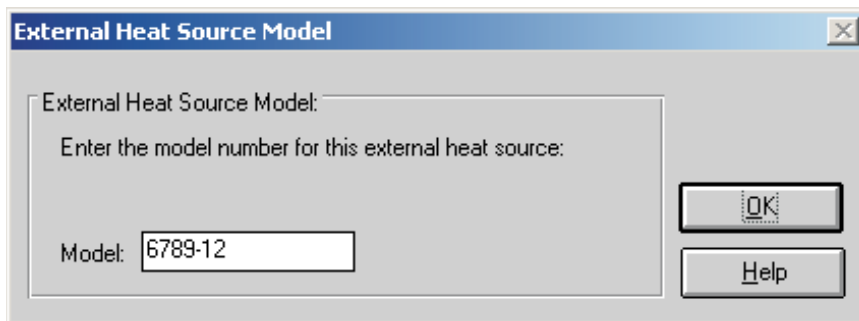 External Heat Source Model
External Heat Source Model:
Enter the model number for this external heat source:
OK
Model: 6789-12
Help